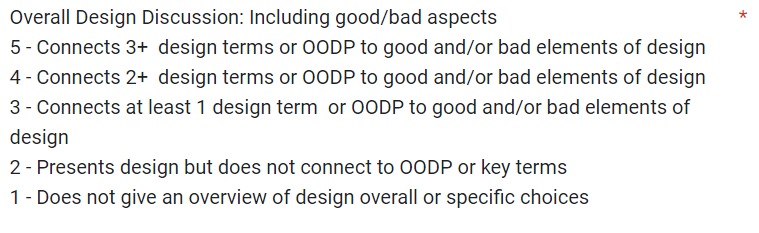 Overall Design Discussion: Including good/bad aspects *
5 - Connects 3+  design terms or OODP to good and/or bad elements of design
4 - Connects 2+  design terms or OODP to good and/or bad elements of design
3 - Connects at least 1 design term  or OODP to good and/or bad elements of
design
2 - Presents design but does not connect to OODP or key terms
1 - Does not give an overview of design overall or specific choices